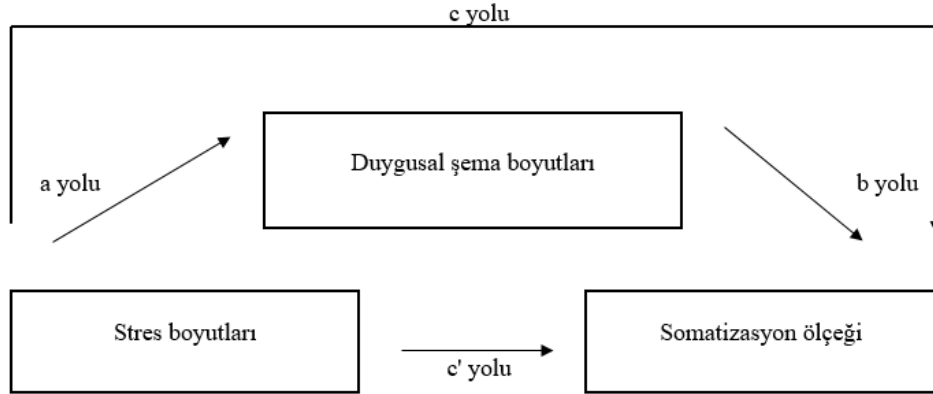 c yolu
Duygusal şema boyutları
a yolu
b yolu
Stres boyutları
Somatizasyon ölçeği
c' yolu